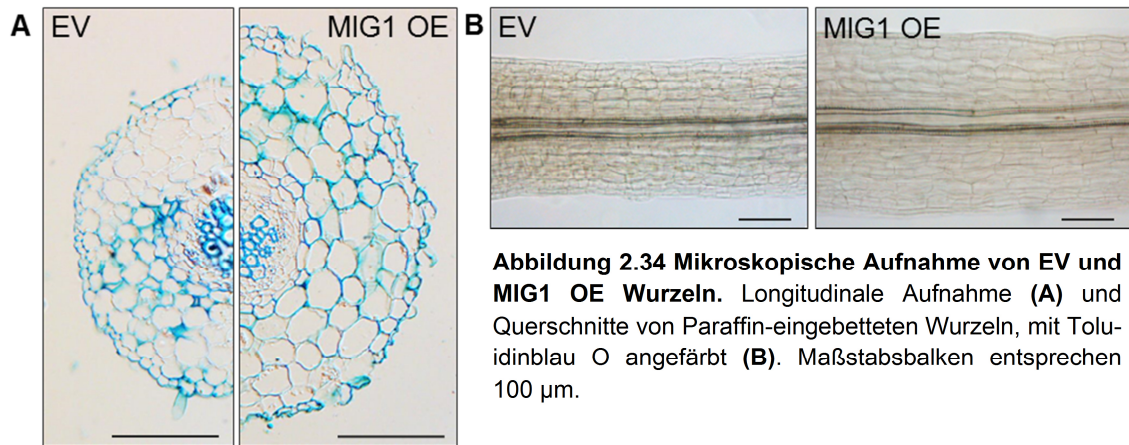 A
EV
MIG1 OE
B
EV
MIG1 OE
Abbildung 2.34 Mikroskopische Aufnahme von EV und
MIG1 OE Wurzeln. Longitudinale Aufnahme (A) und
Querschnitte von Paraffin-eingebetteten Wurzeln, mit Tolu-
idinblau O angefärbt (B). Maßstabsbalken entsprechen
100 µm.